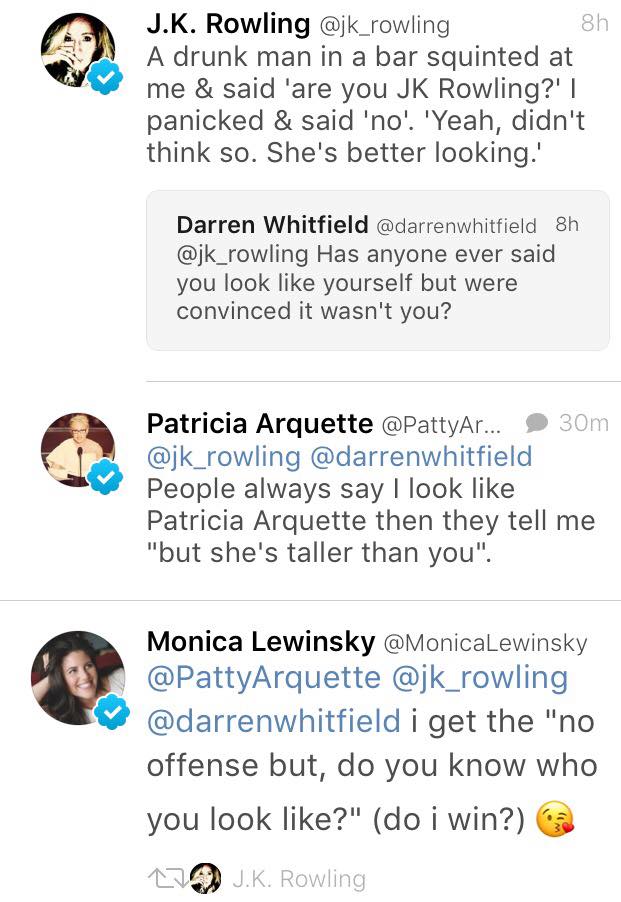 J.K. Rowling @jk_rowling 8h
A drunk man in a bar squinted at
me & said 'are you JK Rowling?' I
panicked & said 'no'. 'Yeah, didn't
think so. She's better looking.'
Darren Whitfield @darrenwhitfield 8h
@jk_rowling Has anyone ever said
you look like yourself but were
convinced it wasn't you?
Patricia Arquette @PattyAr... 30m
@jk_rowling @darrenwhitfield
People always say I look like
Patricia Arquette then they tell me
"but she's taller than you".
Monica Lewinsky @MonicaLewinsky
@PattyArquette @jk_rowling
@darrenwhitfield i get the "no
offense but, do you know who
you look like?" (do i win?) 😘
J.K. Rowling